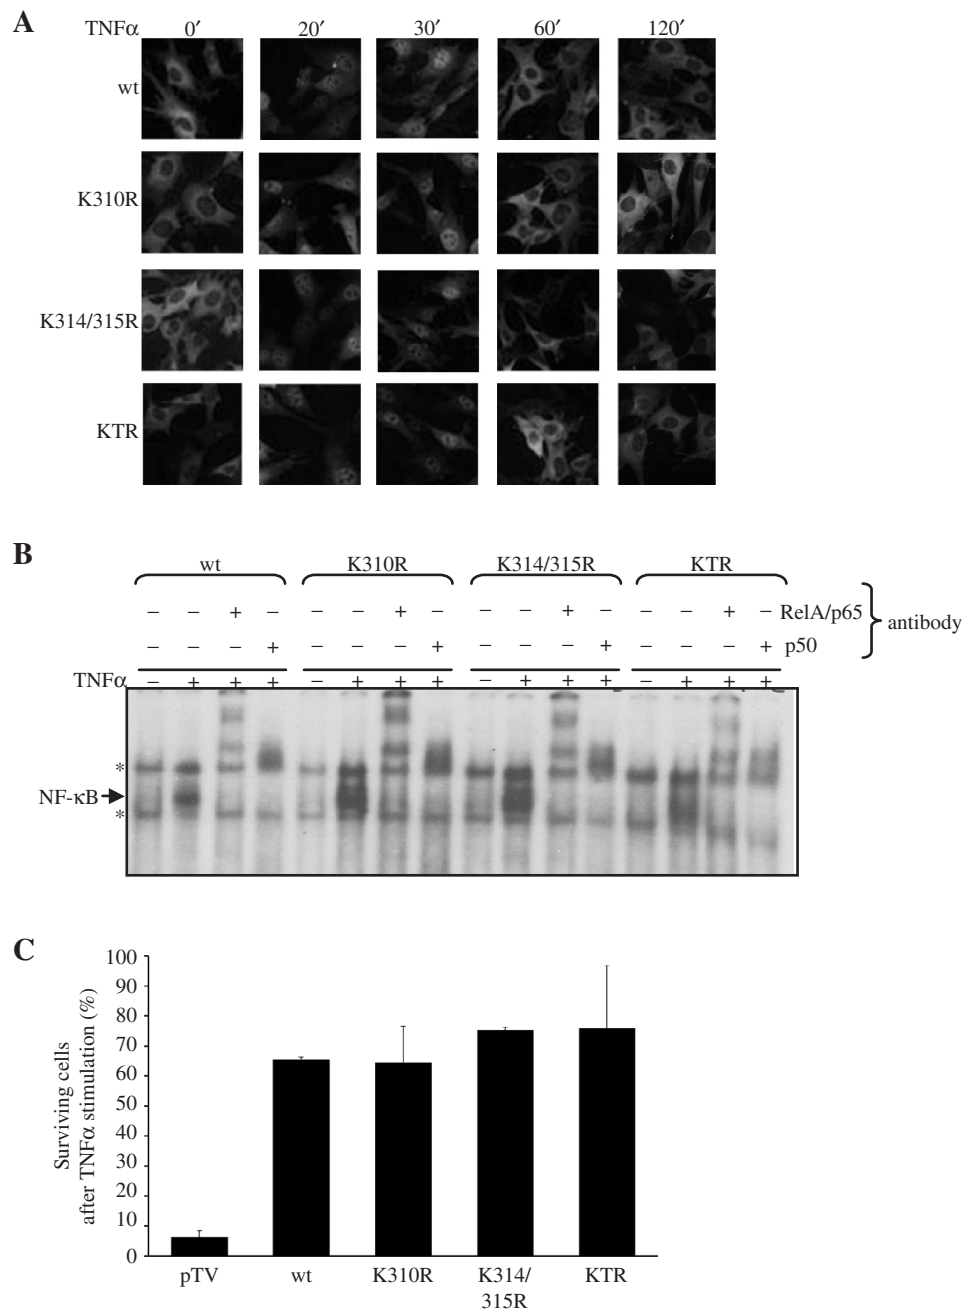 A
TNFα 0′ 20′ 30′ 60′ 120′
wt
K310R
K314/315R
KTR
B
wt K310R K314/315R KTR
– – + – – – + – – – + – – – + – RelA/p65
– – – + – – – + – – – + – – – + p50
antibody
TNFα – + + + – + + + – + + + – + + +
*
NF-κB
*
C
Surviving cells
after TNFα stimulation (%)
100
90
80
70
60
50
40
30
20
10
0
pTV wt K310R K314/ KTR
315R